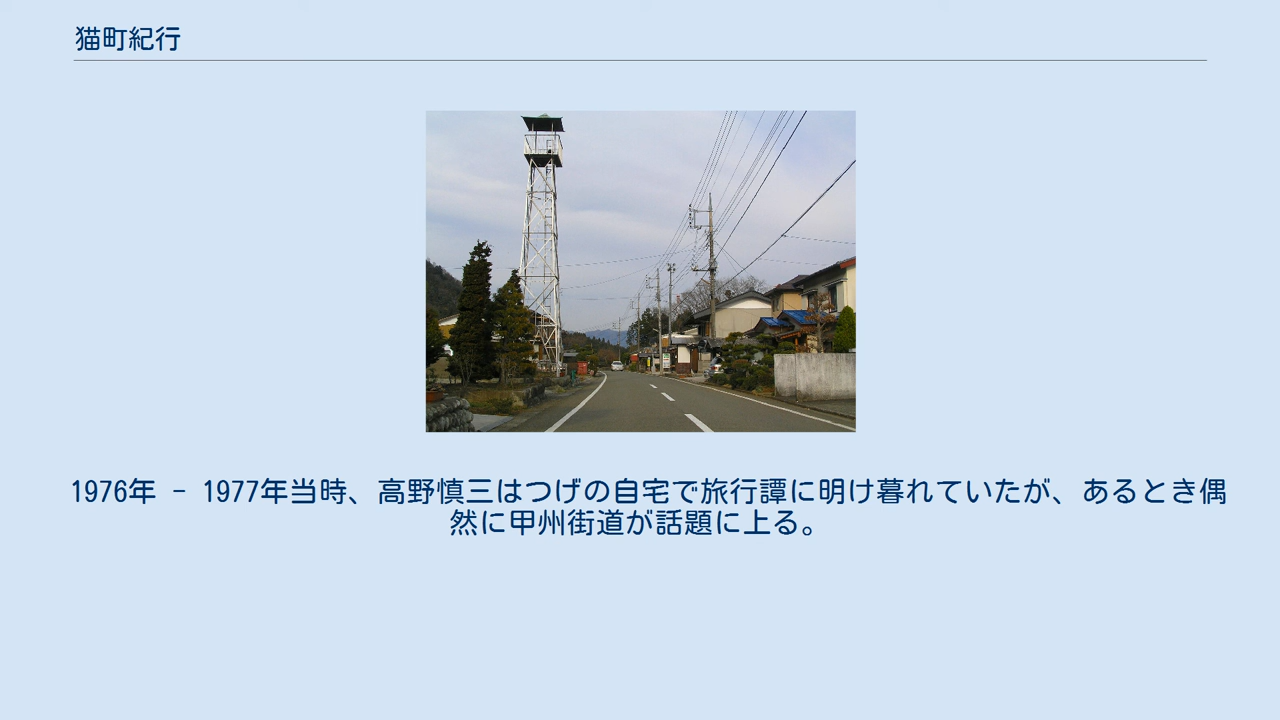 猫町紀行
1976年 - 1977年当時、高野慎三はつげの自宅で旅行譚に明け暮れていたが、あるとき偶
然に甲州街道が話題に上る。